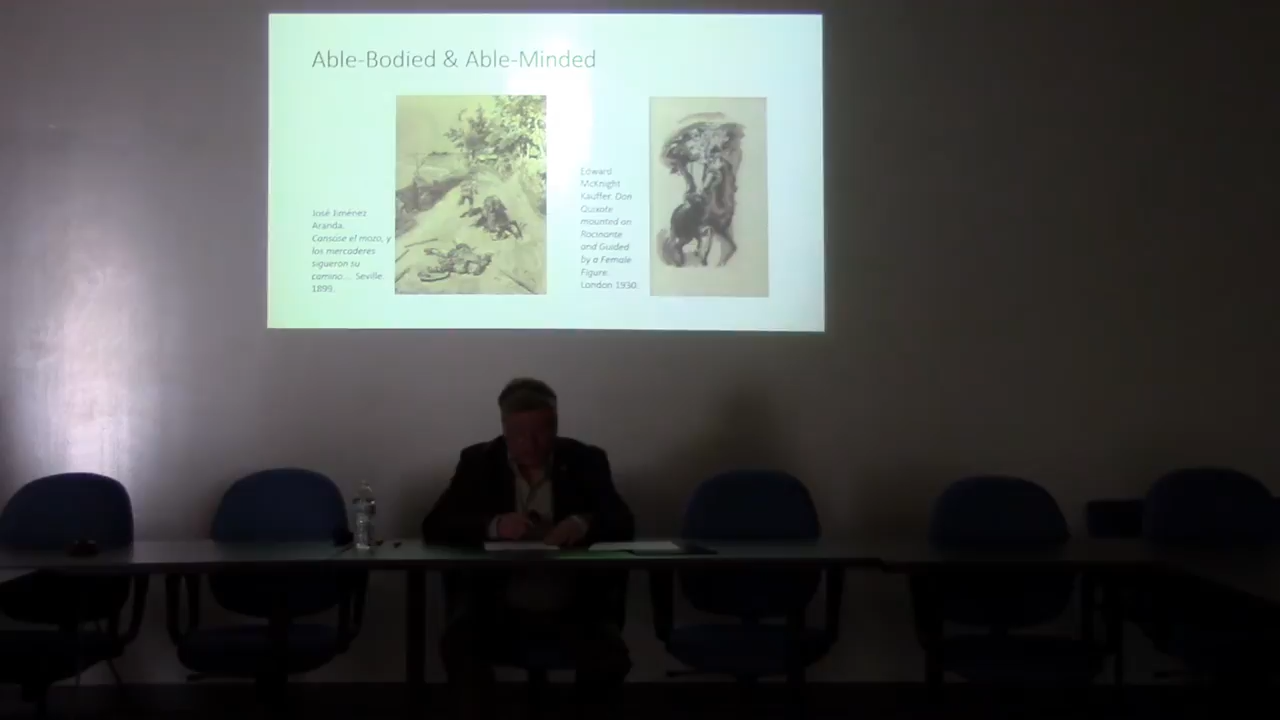 Able-Bodied & Able-Minded
José Jiménez
Aranda.
Cansóse el mozo, y
los mercaderes
sigueron su
camino... Seville.
1899.
Edward
McKnight
Kauffer. Don
Quixote
mounted on
Rocinante
and Guided
by a Female
Figure.
London 1930.